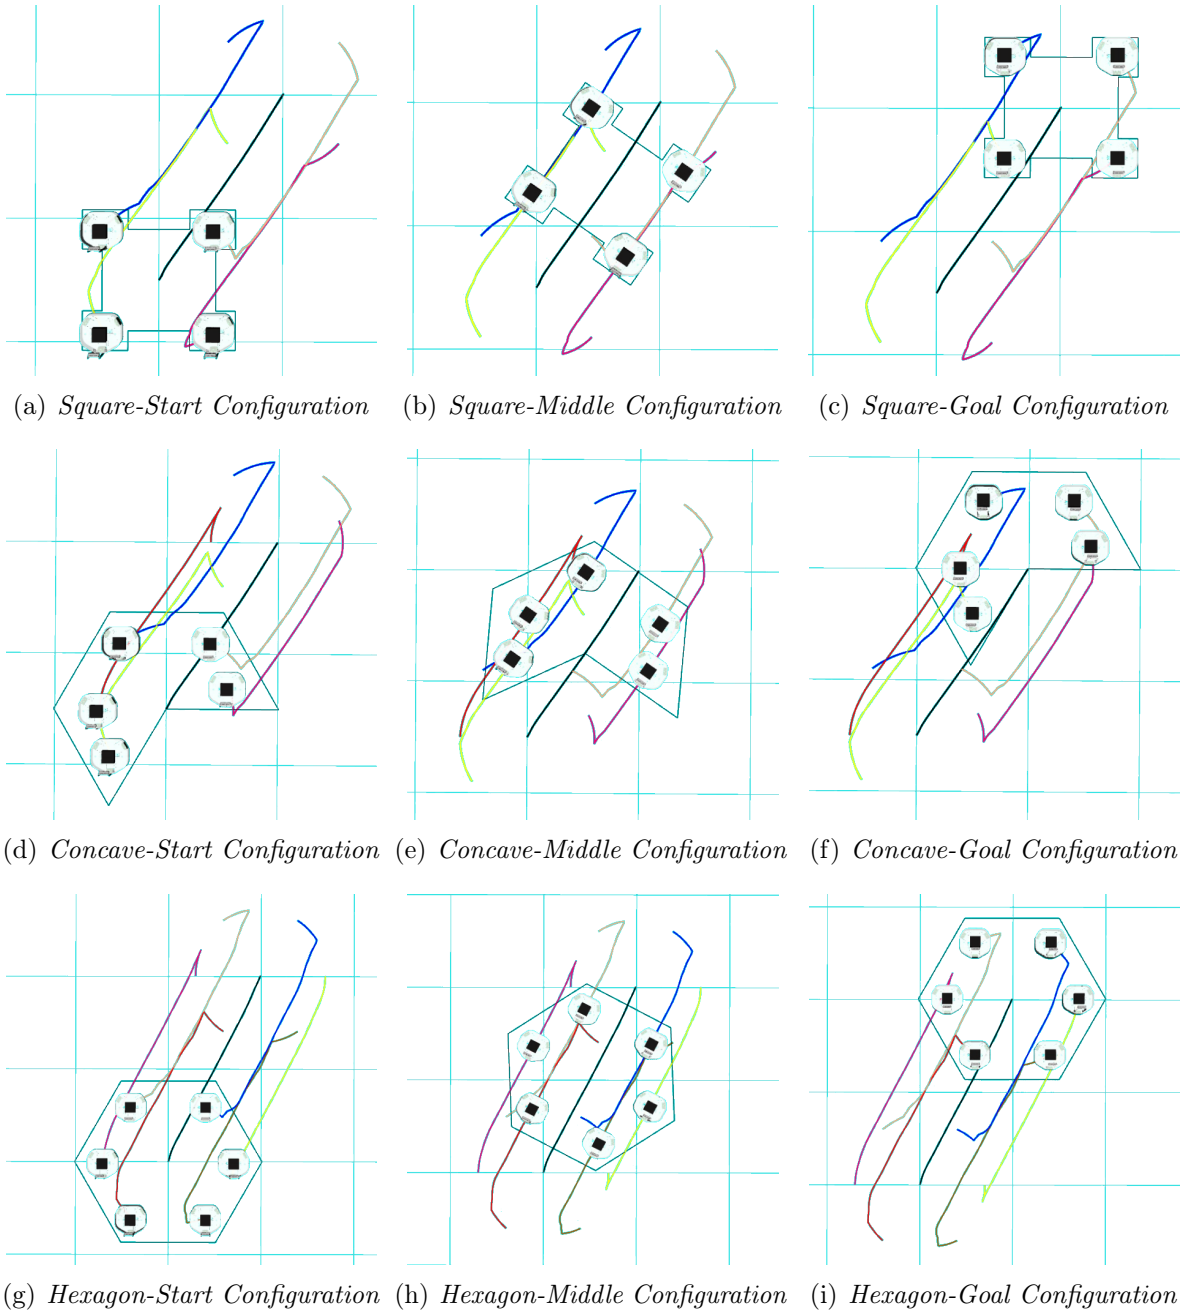 (a) Square-Start Configuration
(b) Square-Middle Configuration
(c) Square-Goal Configuration
(d) Concave-Start Configuration
(e) Concave-Middle Configuration
(f) Concave-Goal Configuration
(g) Hexagon-Start Configuration
(h) Hexagon-Middle Configuration
(i) Hexagon-Goal Configuration